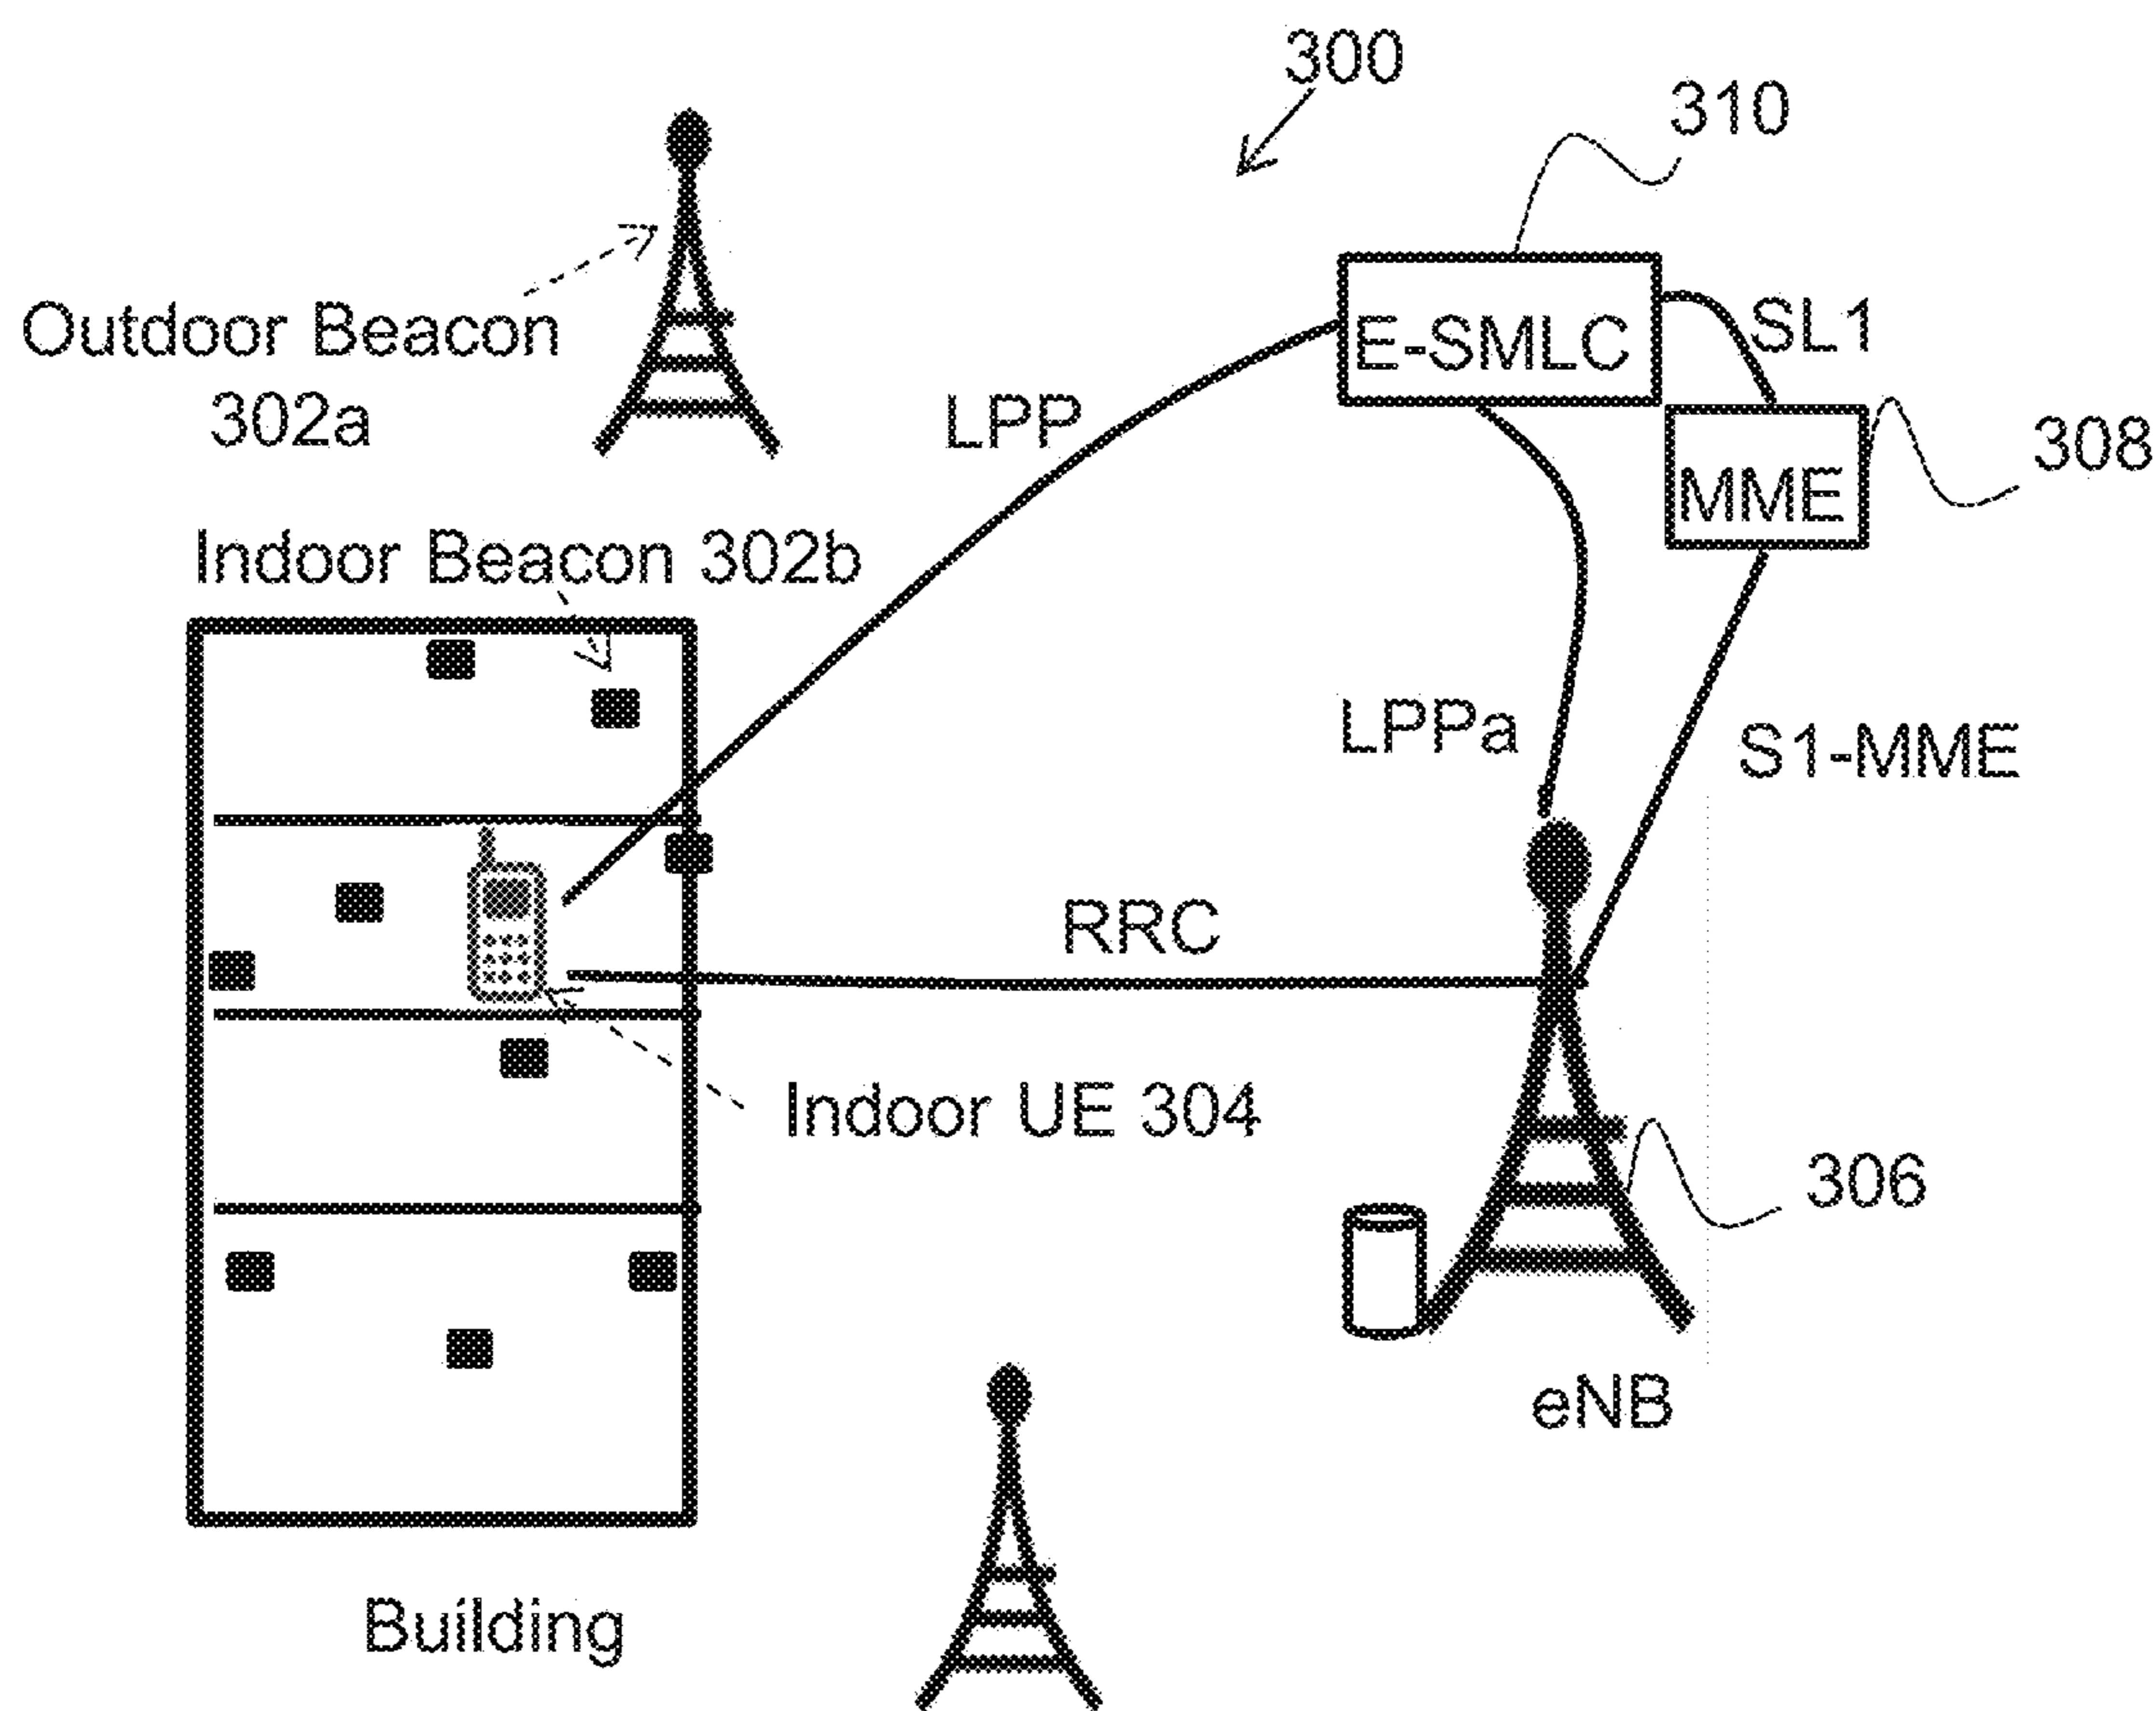 300
310
Outdoor Beacon
302a
E-SMLC
SL1
LPP
308
MME
Indoor Beacon 302b
LPPa
S1-MME
RRC
Indoor UE 304
306
eNB
Building